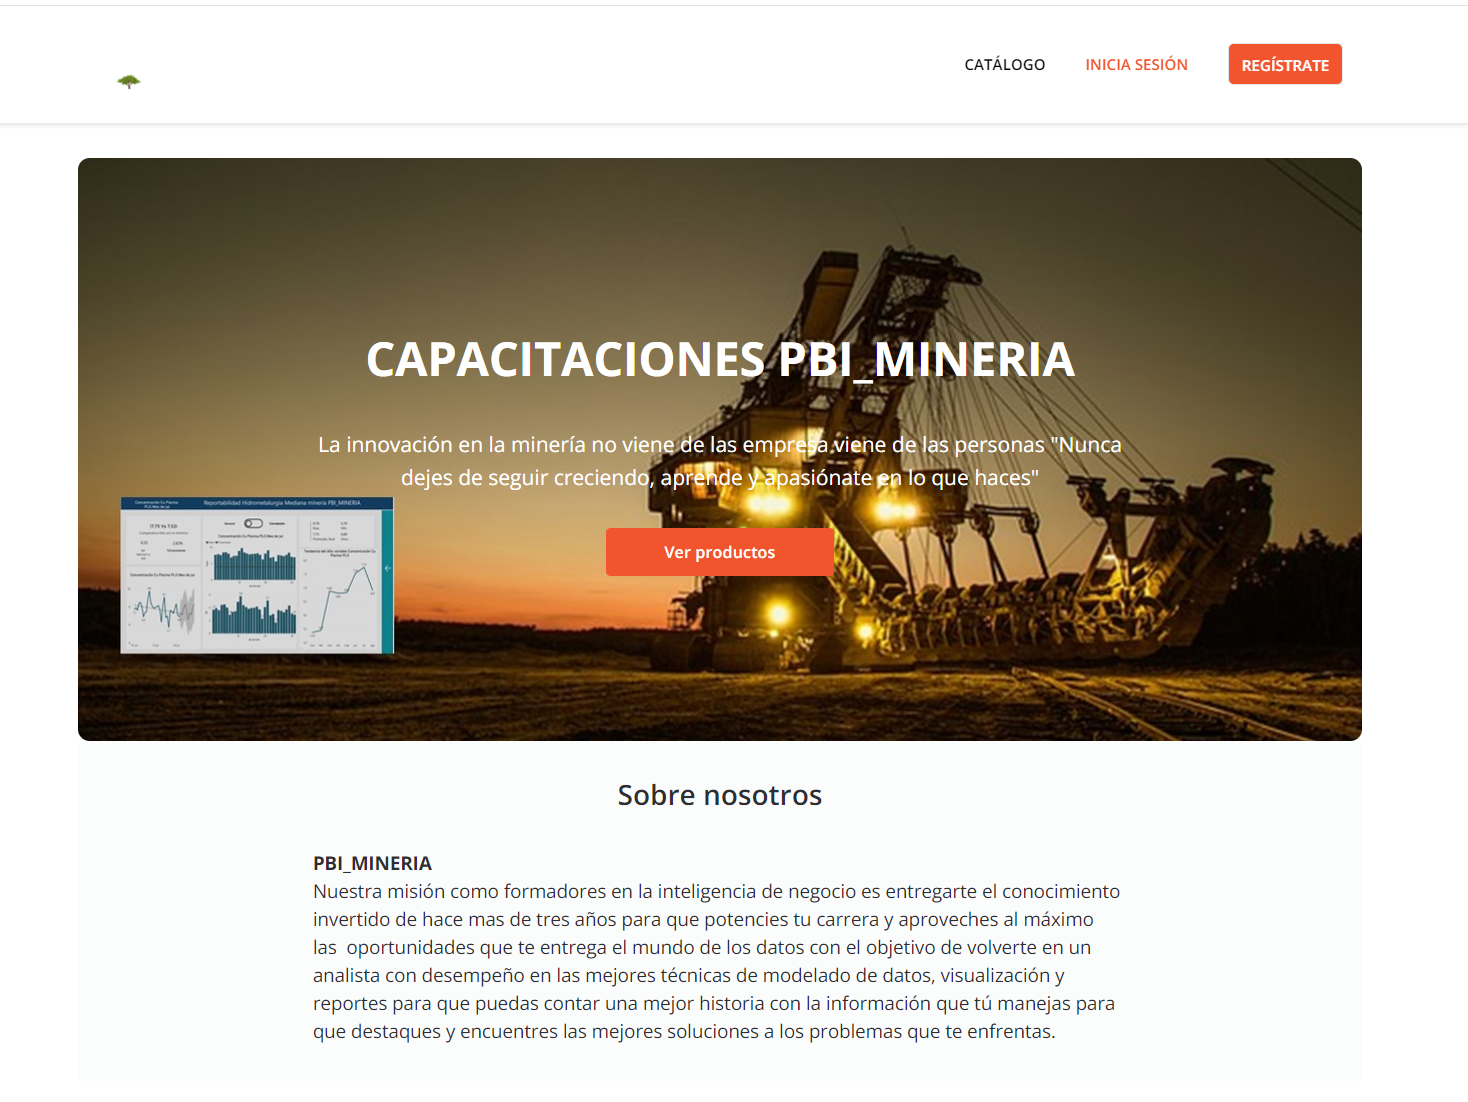 CATÁLOGO
INICIA SESIÓN
REGÍSTRATE
CAPACITACIONES PBI_MINERIA
La innovación en la minería no viene de las empresa viene de las personas "Nunca
dejes de seguir creciendo, aprende y apasiónate en lo que haces"
Reportabilidad Hidrometalurgia Mediana minería PBI_MINERIA
Ver productos
Sobre nosotros
PBI_MINERIA
Nuestra misión como formadores en la inteligencia de negocio es entregarte el conocimiento
invertido de hace mas de tres años para que potencies tu carrera y aproveches al máximo
las  oportunidades que te entrega el mundo de los datos con el objetivo de volverte en un
analista con desempeño en las mejores técnicas de modelado de datos, visualización y
reportes para que puedas contar una mejor historia con la información que tú manejas para
que destaques y encuentres las mejores soluciones a los problemas que te enfrentas.